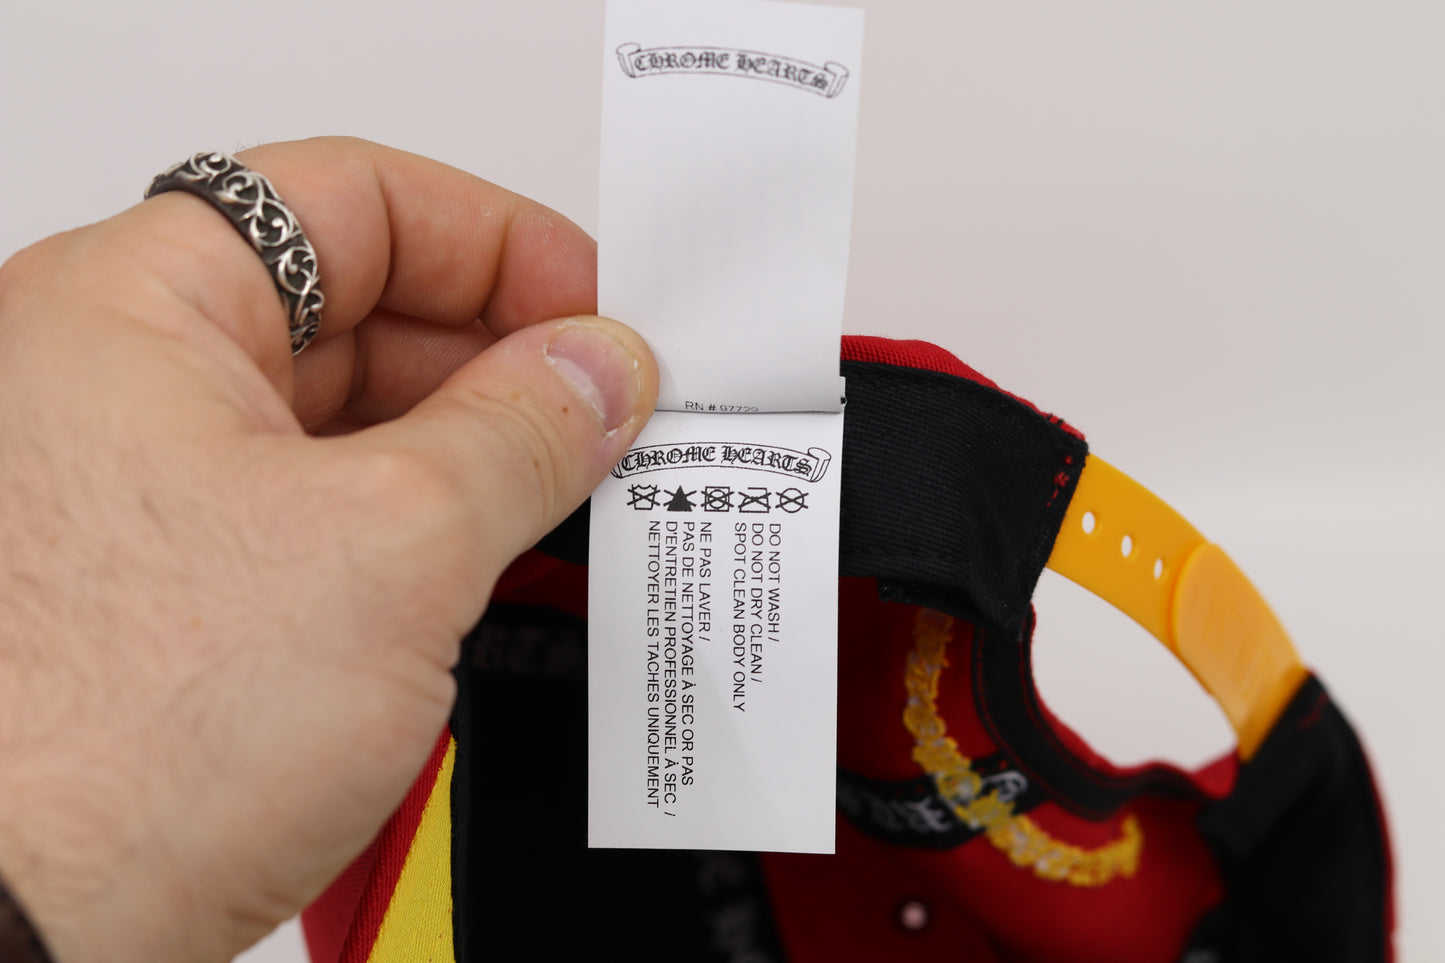 CHROME HEARTS
RN # 97729
CHROME HEARTS
DO NOT WASH /
DO NOT DRY CLEAN /
SPOT CLEAN BODY ONLY
NE PAS LAVER /
PAS DE NETTOYAGE À SEC OR PAS
D'ENTRETIEN PROFESSIONNEL À SEC /
NETTOYER LES TACHES UNIQUEMENT